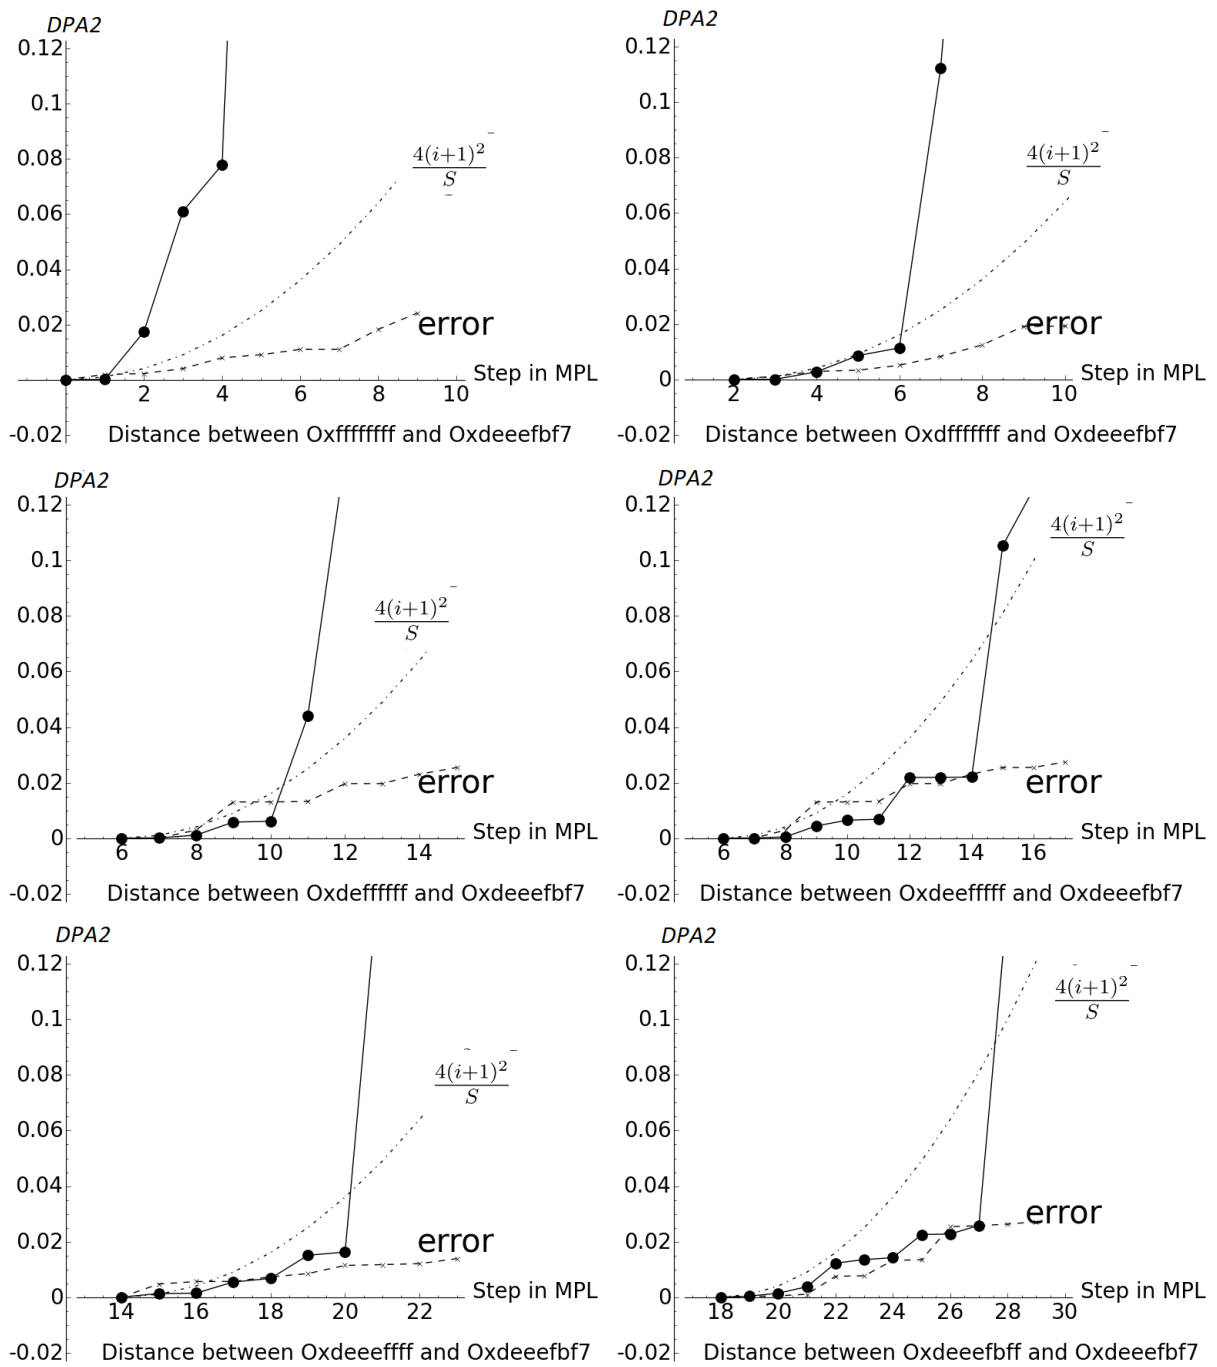 DPA2
0.12
0.1
0.08
0.06
0.04
0.02
0
-0.02
4(i+1)²
S
error
Step in MPL
2 4 6 8 10
Distance between Oxffffffff and Oxdeeefbf7
DPA2
0.12
0.1
0.08
0.06
0.04
0.02
0
-0.02
4(i+1)²
S
error
Step in MPL
2 4 6 8 10
Distance between Oxdfffffff and Oxdeeefbf7
DPA2
0.12
0.1
0.08
0.06
0.04
0.02
0
-0.02
4(i+1)²
S
error
Step in MPL
6 8 10 12 14
Distance between Oxdeffffff and Oxdeeefbf7
DPA2
0.12
0.1
0.08
0.06
0.04
0.02
0
-0.02
4(i+1)²
S
error
Step in MPL
6 8 10 12 14 16
Distance between Oxdeefffff and Oxdeeefbf7
DPA2
0.12
0.1
0.08
0.06
0.04
0.02
0
-0.02
4(i+1)²
S
error
Step in MPL
14 16 18 20 22
Distance between Oxdeeeffff and Oxdeeefbf7
DPA2
0.12
0.1
0.08
0.06
0.04
0.02
0
-0.02
4(i+1)²
S
error
Step in MPL
18 20 22 24 26 28 30
Distance between Oxdeeefbff and Oxdeeefbf7